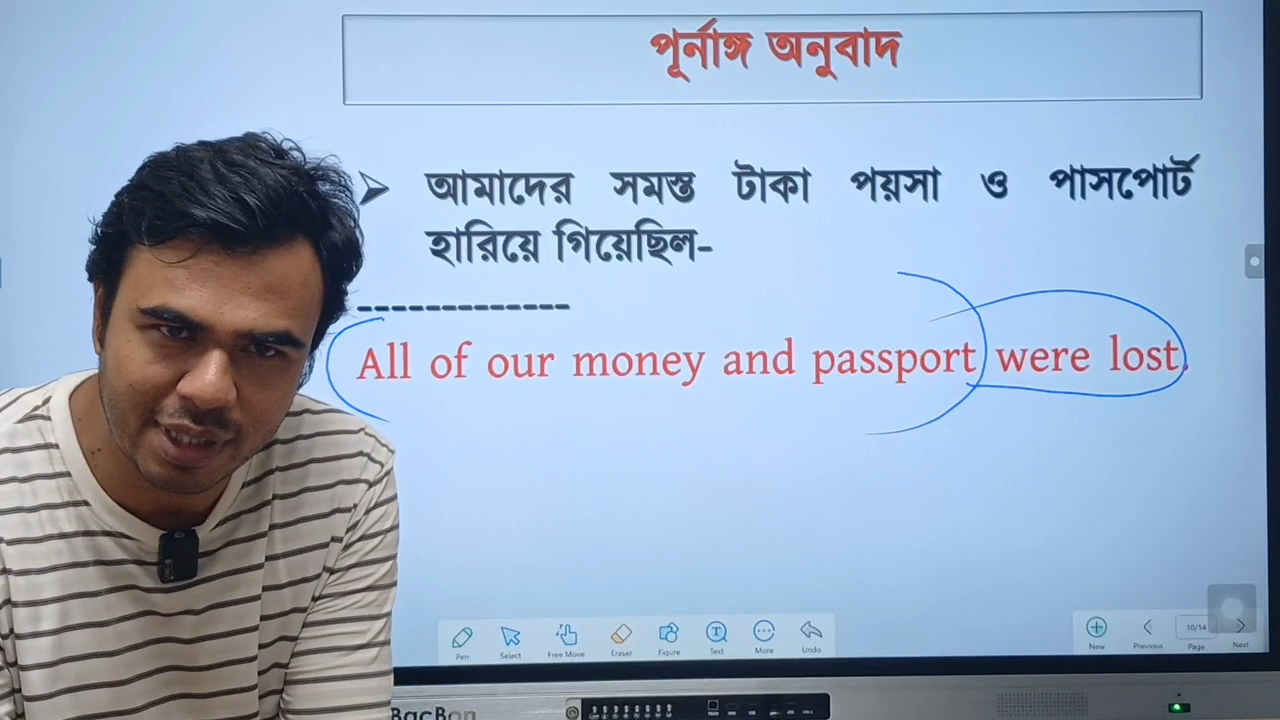 পূর্নাঙ্গ অনুবাদ
➢ আমাদের সমস্ত টাকা পয়সা ও পাসপোর্ট
হারিয়ে গিয়েছিল-
-------------
All of our money and passport were lost.
Pen Select Free Move Eraser Figure Text More Undo
New Previous 10/14 Page Next
BacBon